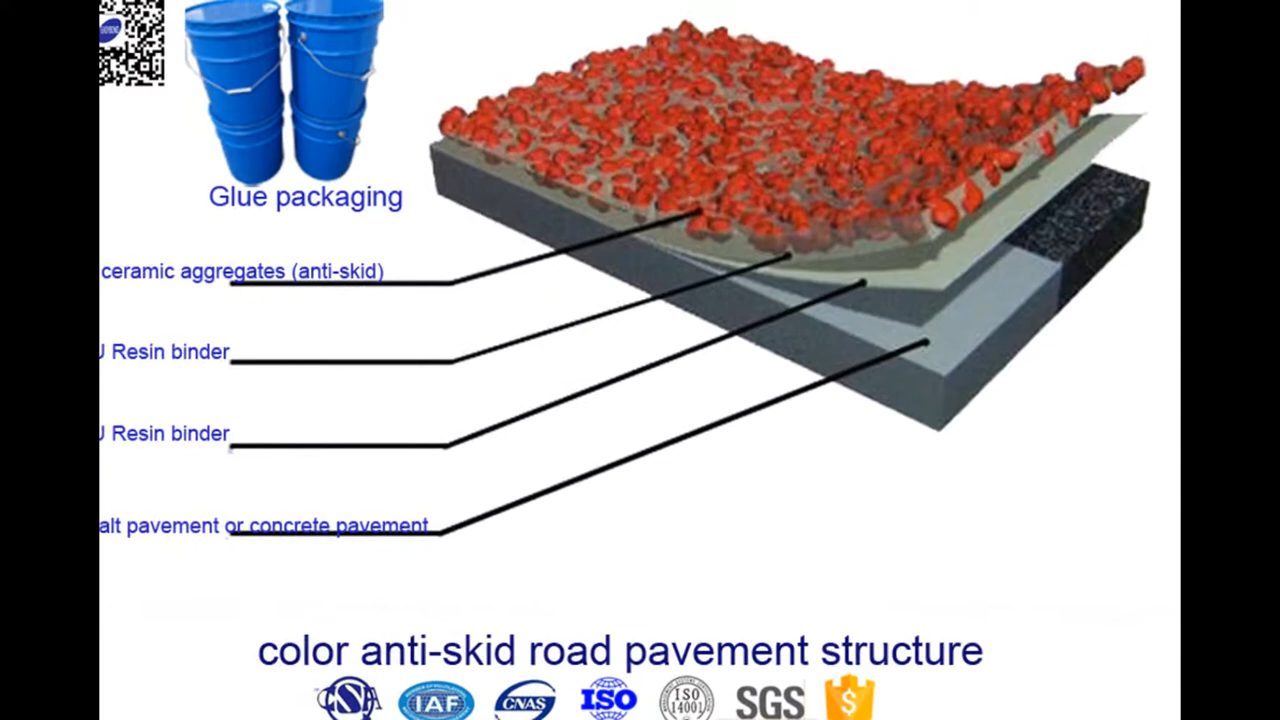 Glue packaging
ceramic aggregates (anti-skid)
U Resin binder
U Resin binder
alt pavement or concrete pavement
color anti-skid road pavement structure
IAF
CNAS
ISO
ISO
14001
SGS
$